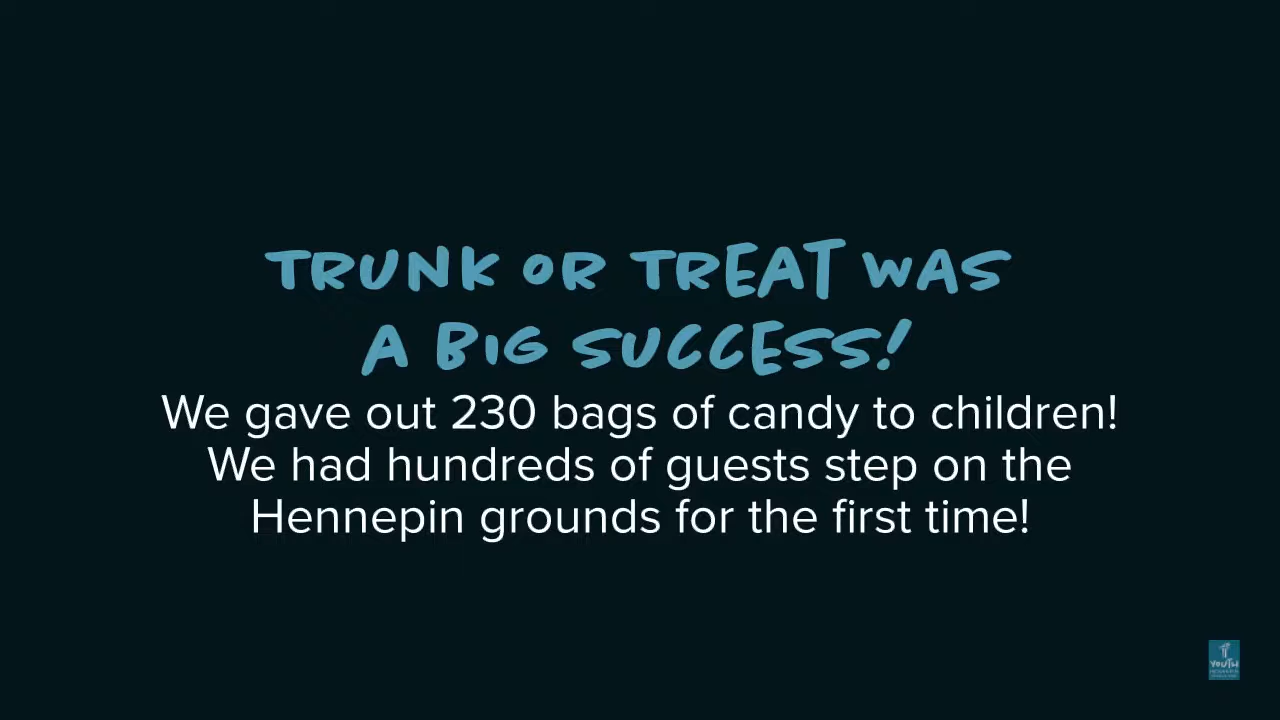 TRUNK OR TREAT WAS
A BIG SUCCESS!
We gave out 230 bags of candy to children!
We had hundreds of guests step on the
Hennepin grounds for the first time!
YOUTH